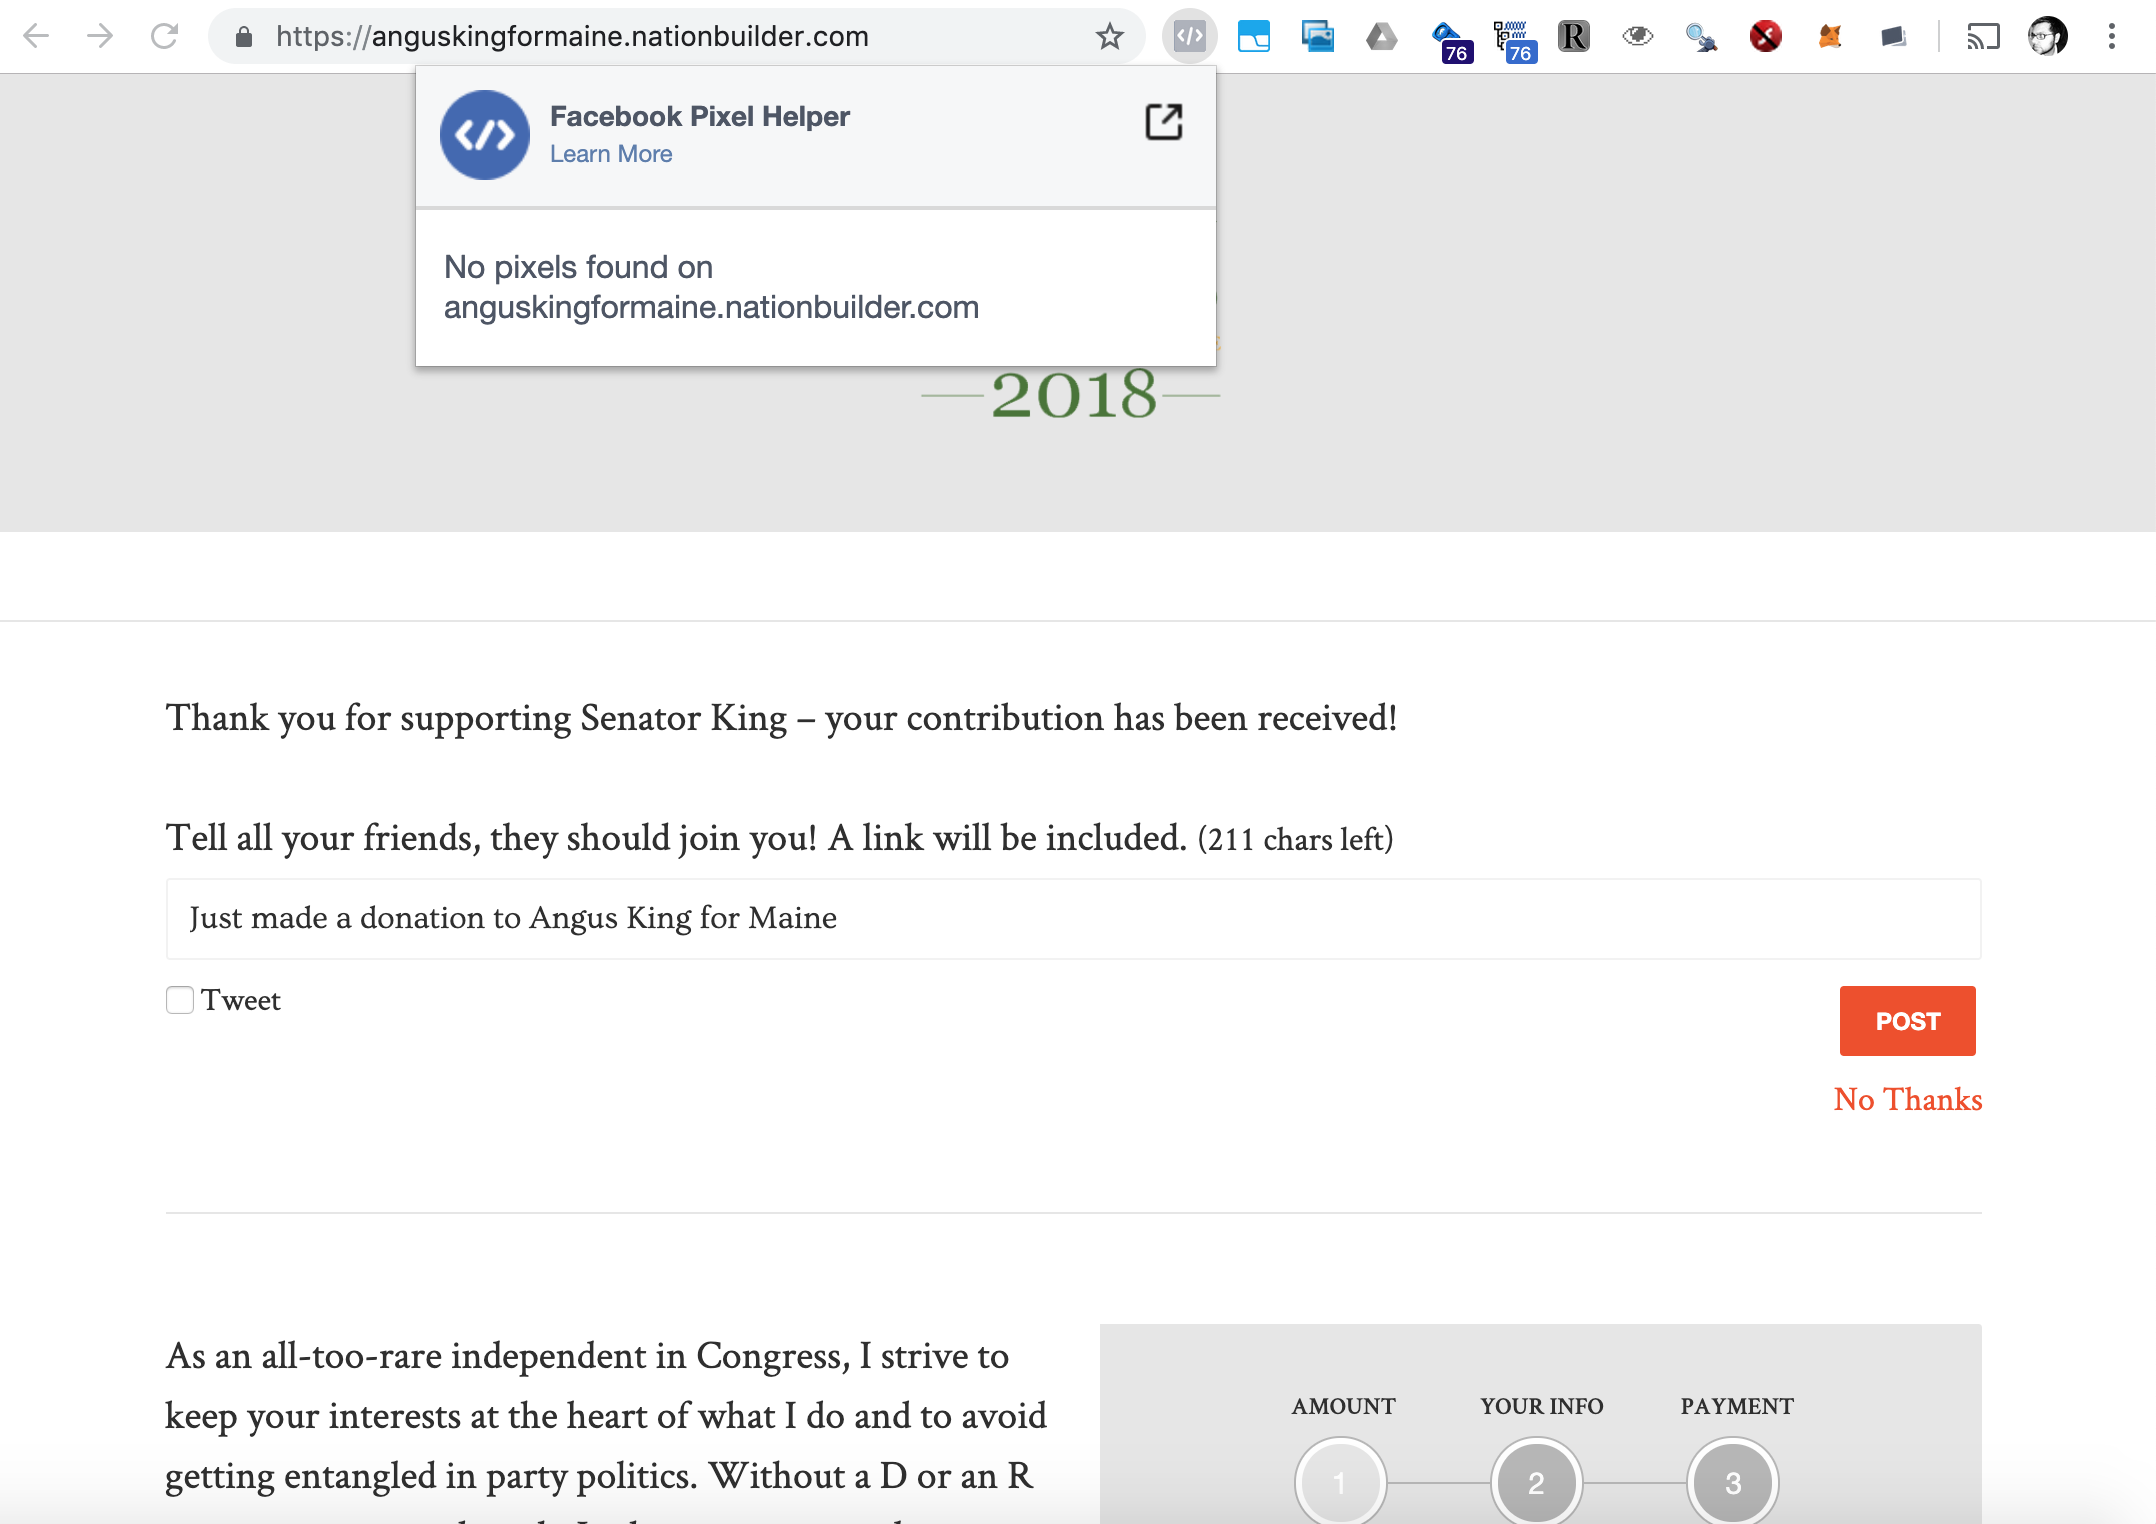 https://anguskingformaine.nationbuilder.com
76
76
R
Facebook Pixel Helper
Learn More
No pixels found on
anguskingformaine.nationbuilder.com
2018
Thank you for supporting Senator King – your contribution has been received!
Tell all your friends, they should join you! A link will be included. (211 chars left)
Just made a donation to Angus King for Maine
Tweet
POST
No Thanks
As an all-too-rare independent in Congress, I strive to
keep your interests at the heart of what I do and to avoid
getting entangled in party politics. Without a D or an R
AMOUNT YOUR INFO PAYMENT
1 2 3